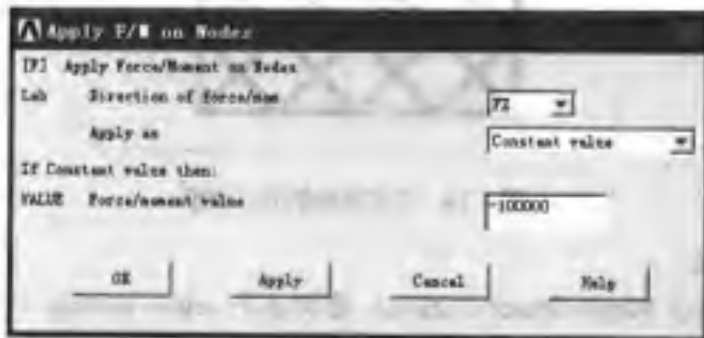 Apply F/M on Nodes
[F] Apply Force/Moment on Nodes
Lab Direction of force/mom FZ
Apply as Constant value
If Constant value then:
VALUE Force/moment value -100000
OK Apply Cancel Help